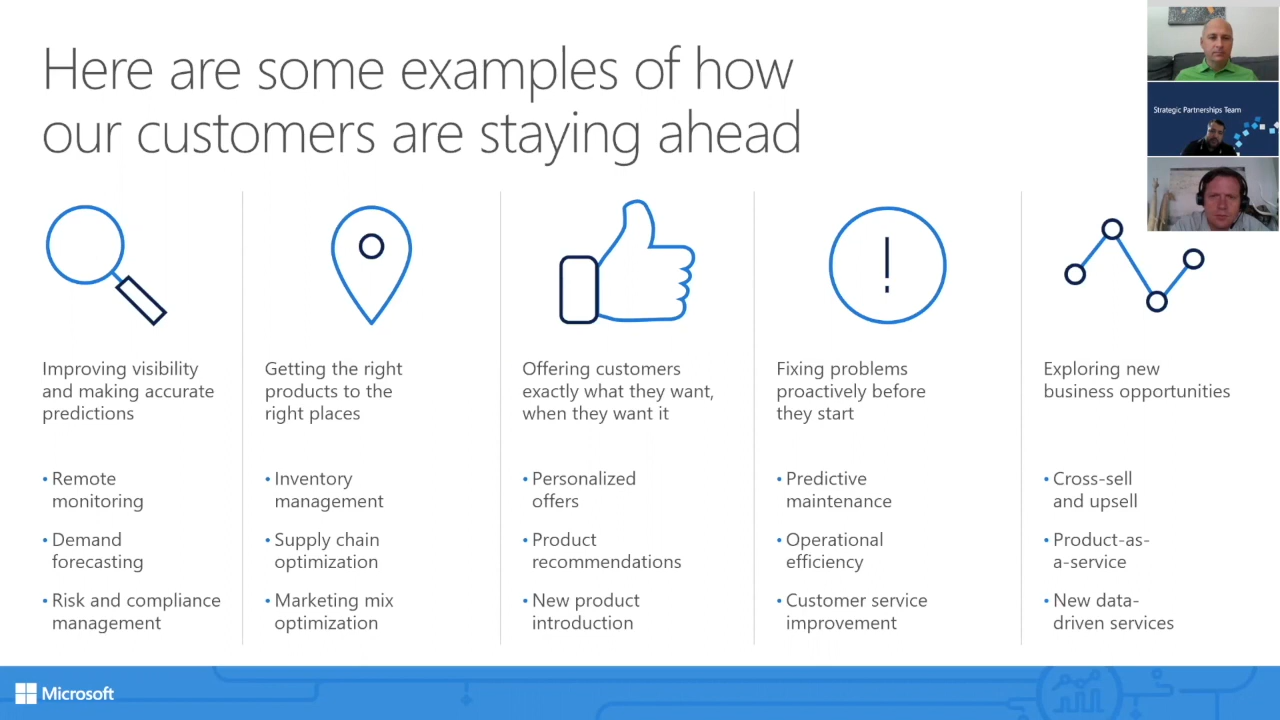 Here are some examples of how
our customers are staying ahead
Strategic Partnerships Team
Improving visibility
and making accurate
predictions
• Remote
monitoring
• Demand
forecasting
• Risk and compliance
management
Getting the right
products to the
right places
• Inventory
management
• Supply chain
optimization
• Marketing mix
optimization
Offering customers
exactly what they want,
when they want it
• Personalized
offers
• Product
recommendations
• New product
introduction
Fixing problems
proactively before
they start
• Predictive
maintenance
• Operational
efficiency
• Customer service
improvement
Exploring new
business opportunities
• Cross-sell
and upsell
• Product-as-
a-service
• New data-
driven services
Microsoft